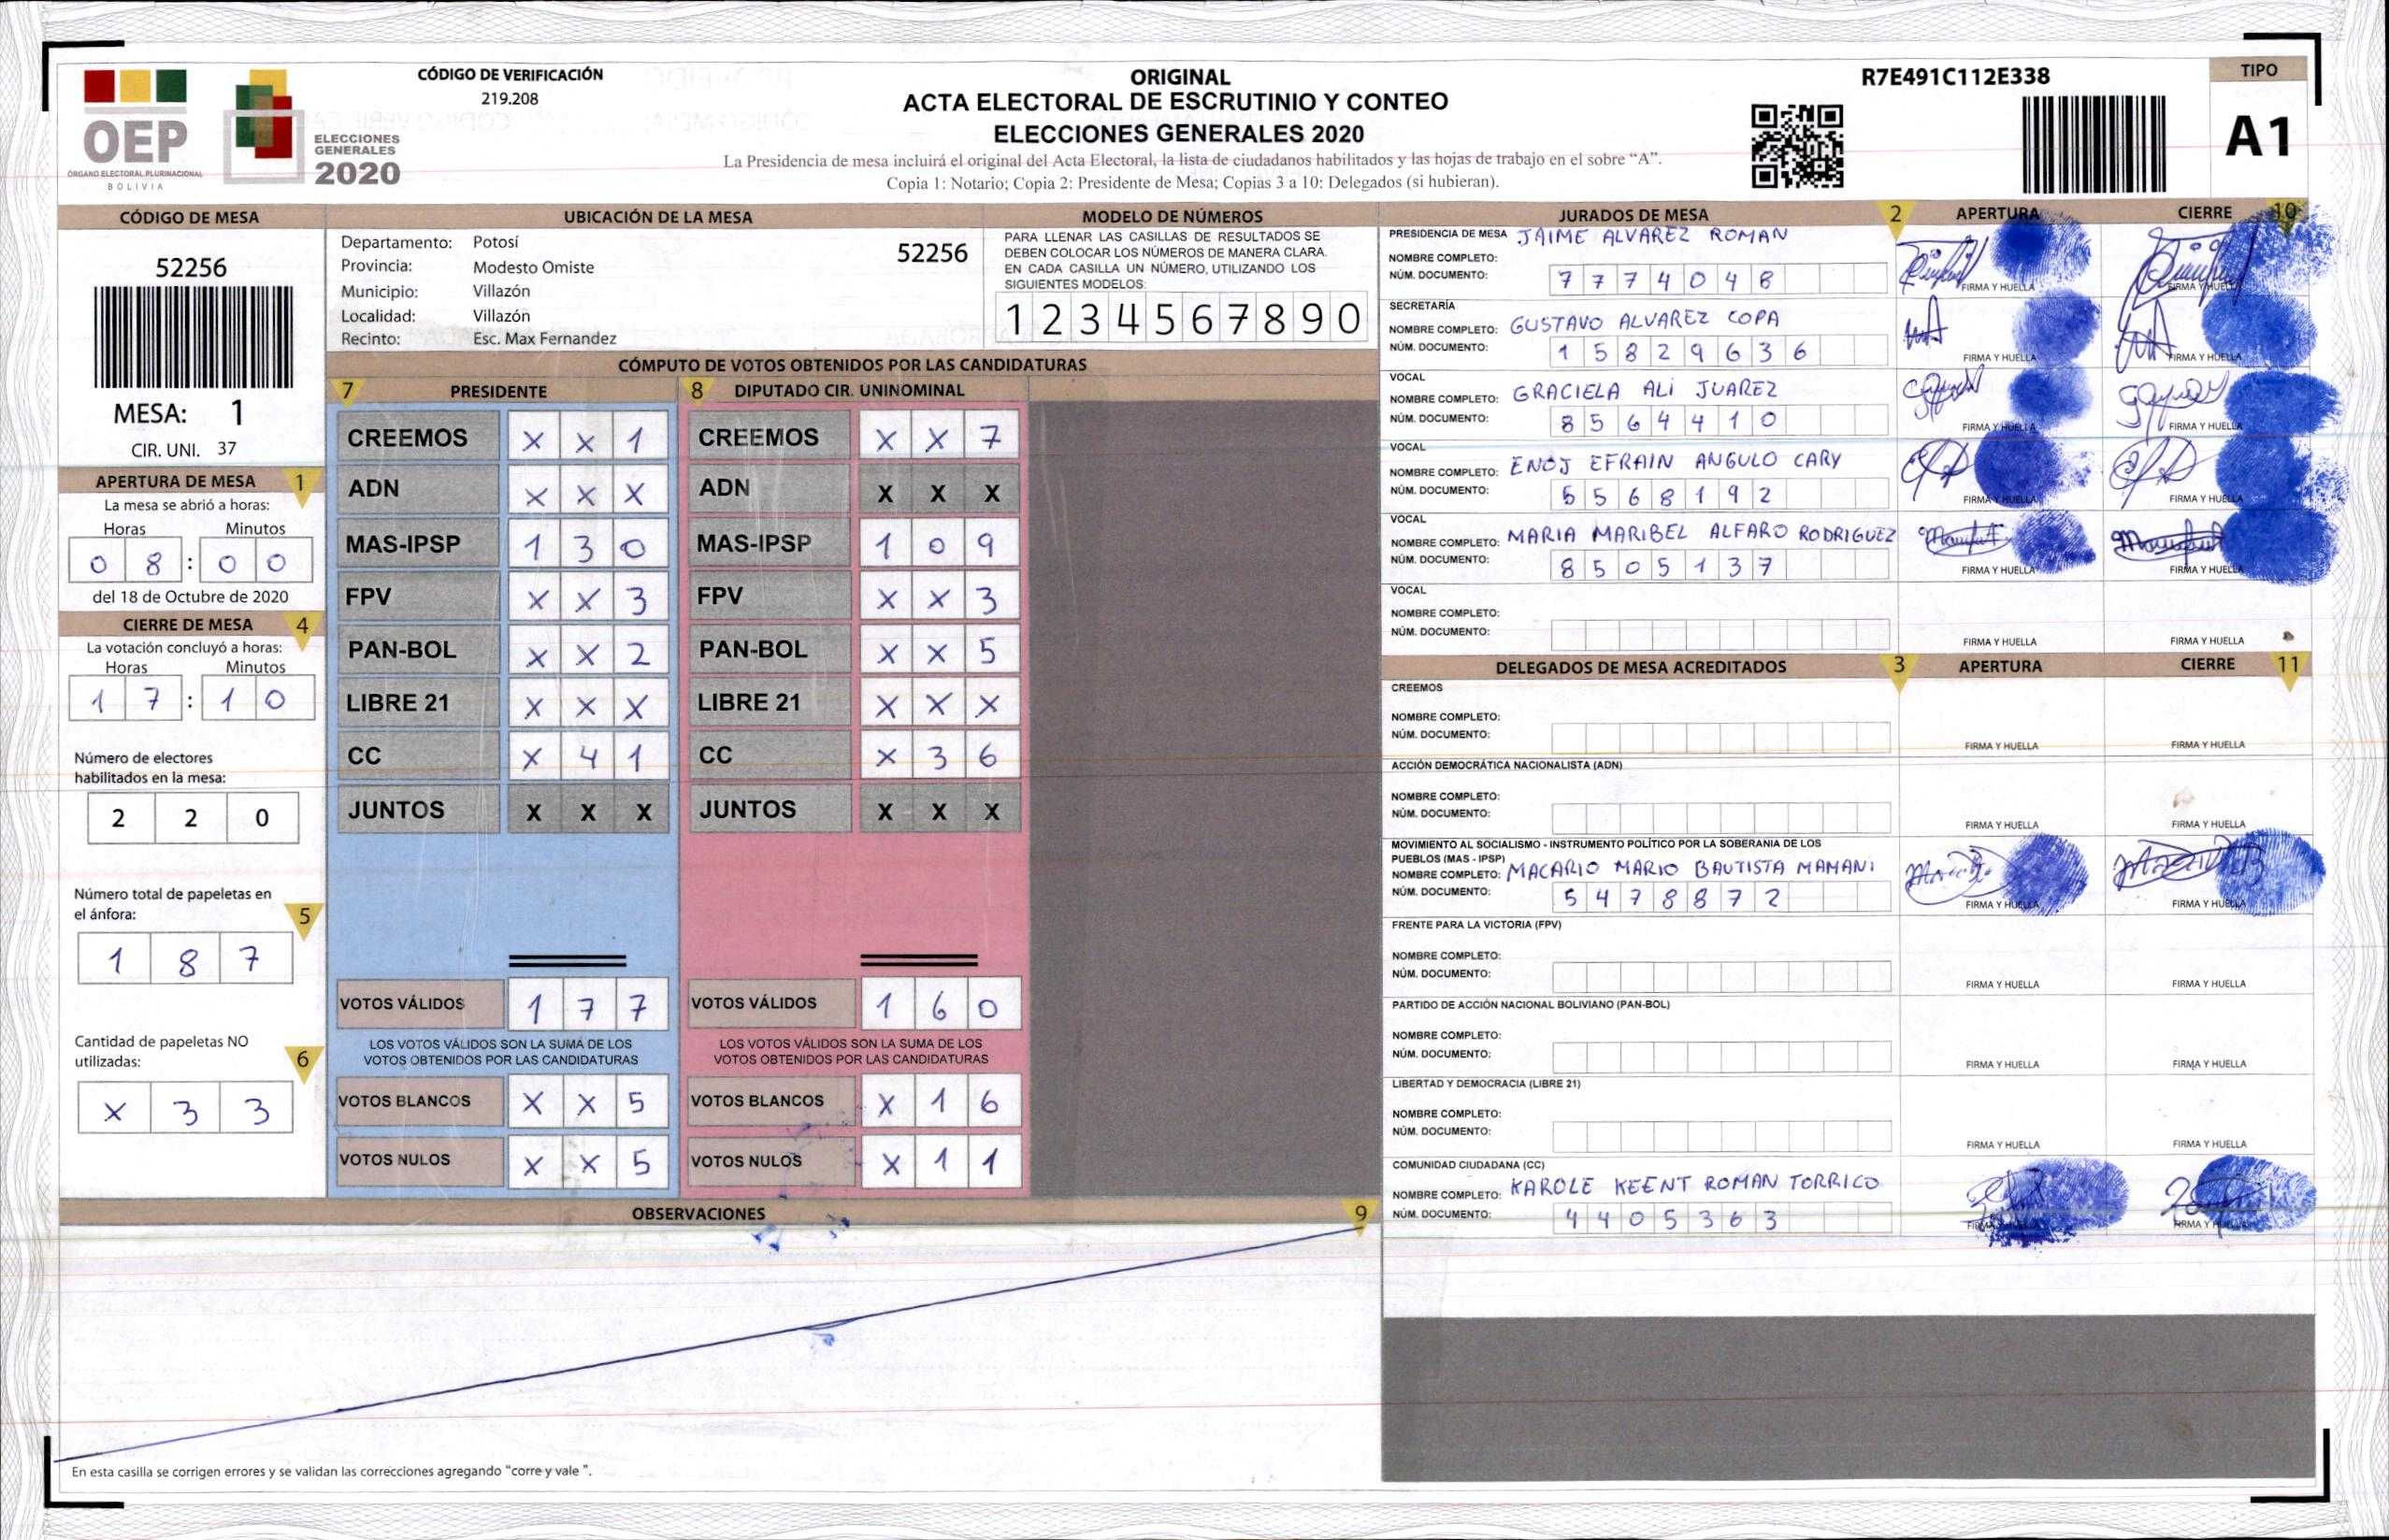 CÓDIGO DE VERIFICACIÓN
219.208
ORIGINAL
ACTA ELECTORAL DE ESCRUTINIO Y CONTEO
ELECCIONES GENERALES 2020
La Presidencia de mesa incluirá el original del Acta Electoral, la lista de ciudadanos habilitados y las hojas de trabajo en el sobre “A”.
Copia 1: Notario; Copia 2: Presidente de Mesa; Copias 3 a 10: Delegados (si hubieran).
R7E491C112E338
TIPO
A1
OEP
ÓRGANO ELECTORAL PLURINACIONAL
BOLIVIA
ELECCIONES
GENERALES
2020
CÓDIGO DE MESA
52256
MESA: 1
CIR. UNI. 37
APERTURA DE MESA 1
La mesa se abrió a horas:
Horas Minutos
0 8 : 0 0
del 18 de Octubre de 2020
CIERRE DE MESA 4
La votación concluyó a horas:
Horas Minutos
1 7 : 1 0
Número de electores
habilitados en la mesa:
2 2 0
Número total de papeletas en
el ánfora: 5
1 8 7
Cantidad de papeletas NO
utilizadas: 6
X 3 3
UBICACIÓN DE LA MESA
Departamento: Potosí 52256
Provincia: Modesto Omiste
Municipio: Villazón
Localidad: Villazón
Recinto: Esc. Max Fernandez
MODELO DE NÚMEROS
PARA LLENAR LAS CASILLAS DE RESULTADOS SE
DEBEN COLOCAR LOS NÚMEROS DE MANERA CLARA.
EN CADA CASILLA UN NÚMERO, UTILIZANDO LOS
SIGUIENTES MODELOS:
1 2 3 4 5 6 7 8 9 0
CÓMPUTO DE VOTOS OBTENIDOS POR LAS CANDIDATURAS
7 PRESIDENTE
CREEMOS X X 1
ADN X X X
MAS-IPSP 1 3 0
FPV X X 3
PAN-BOL X X 2
LIBRE 21 X X X
CC X 4 1
JUNTOS X X X
VOTOS VÁLIDOS 1 7 7
LOS VOTOS VÁLIDOS SON LA SUMA DE LOS
VOTOS OBTENIDOS POR LAS CANDIDATURAS
VOTOS BLANCOS X X 5
VOTOS NULOS X X 5
8 DIPUTADO CIR. UNINOMINAL
CREEMOS X X 7
ADN X X X
MAS-IPSP 1 0 9
FPV X X 3
PAN-BOL X X 5
LIBRE 21 X X X
CC X 3 6
JUNTOS X X X
VOTOS VÁLIDOS 1 6 0
LOS VOTOS VÁLIDOS SON LA SUMA DE LOS
VOTOS OBTENIDOS POR LAS CANDIDATURAS
VOTOS BLANCOS X 1 6
VOTOS NULOS X 1 1
OBSERVACIONES 9
En esta casilla se corrigen errores y se validan las correcciones agregando “corre y vale ”.
JURADOS DE MESA 2 APERTURA CIERRE 10
PRESIDENCIA DE MESA JAIME ALVAREZ ROMAN
NOMBRE COMPLETO:
NÚM. DOCUMENTO: 7 7 7 4 0 4 8 FIRMA Y HUELLA FIRMA Y HUELLA
SECRETARÍA
NOMBRE COMPLETO: GUSTAVO ALVAREZ COPA
NÚM. DOCUMENTO: 1 5 8 2 9 6 3 6 FIRMA Y HUELLA FIRMA Y HUELLA
VOCAL
NOMBRE COMPLETO: GRACIELA ALI JUAREZ
NÚM. DOCUMENTO: 8 5 6 4 4 1 0 FIRMA Y HUELLA FIRMA Y HUELLA
VOCAL
NOMBRE COMPLETO: ENOJ EFRAIN ANGULO CARY
NÚM. DOCUMENTO: 5 5 6 8 1 9 2 FIRMA Y HUELLA FIRMA Y HUELLA
VOCAL
NOMBRE COMPLETO: MARIA MARIBEL ALFARO RODRIGUEZ
NÚM. DOCUMENTO: 8 5 0 5 1 3 7 FIRMA Y HUELLA FIRMA Y HUELLA
VOCAL
NOMBRE COMPLETO:
NÚM. DOCUMENTO: FIRMA Y HUELLA FIRMA Y HUELLA
DELEGADOS DE MESA ACREDITADOS 3 APERTURA CIERRE 11
CREEMOS
NOMBRE COMPLETO:
NÚM. DOCUMENTO: FIRMA Y HUELLA FIRMA Y HUELLA
ACCIÓN DEMOCRÁTICA NACIONALISTA (ADN)
NOMBRE COMPLETO:
NÚM. DOCUMENTO: FIRMA Y HUELLA FIRMA Y HUELLA
MOVIMIENTO AL SOCIALISMO - INSTRUMENTO POLÍTICO POR LA SOBERANIA DE LOS
PUEBLOS (MAS - IPSP)
NOMBRE COMPLETO: MACARIO MARIO BAUTISTA MAMANI
NÚM. DOCUMENTO: 5 4 7 8 8 7 2 FIRMA Y HUELLA FIRMA Y HUELLA
FRENTE PARA LA VICTORIA (FPV)
NOMBRE COMPLETO:
NÚM. DOCUMENTO: FIRMA Y HUELLA FIRMA Y HUELLA
PARTIDO DE ACCIÓN NACIONAL BOLIVIANO (PAN-BOL)
NOMBRE COMPLETO:
NÚM. DOCUMENTO: FIRMA Y HUELLA FIRMA Y HUELLA
LIBERTAD Y DEMOCRACIA (LIBRE 21)
NOMBRE COMPLETO:
NÚM. DOCUMENTO: FIRMA Y HUELLA FIRMA Y HUELLA
COMUNIDAD CIUDADANA (CC)
NOMBRE COMPLETO: KAROLE KEENT ROMAN TORRICO
NÚM. DOCUMENTO: 4 4 0 5 3 6 3 FIRMA Y HUELLA FIRMA Y HUELLA